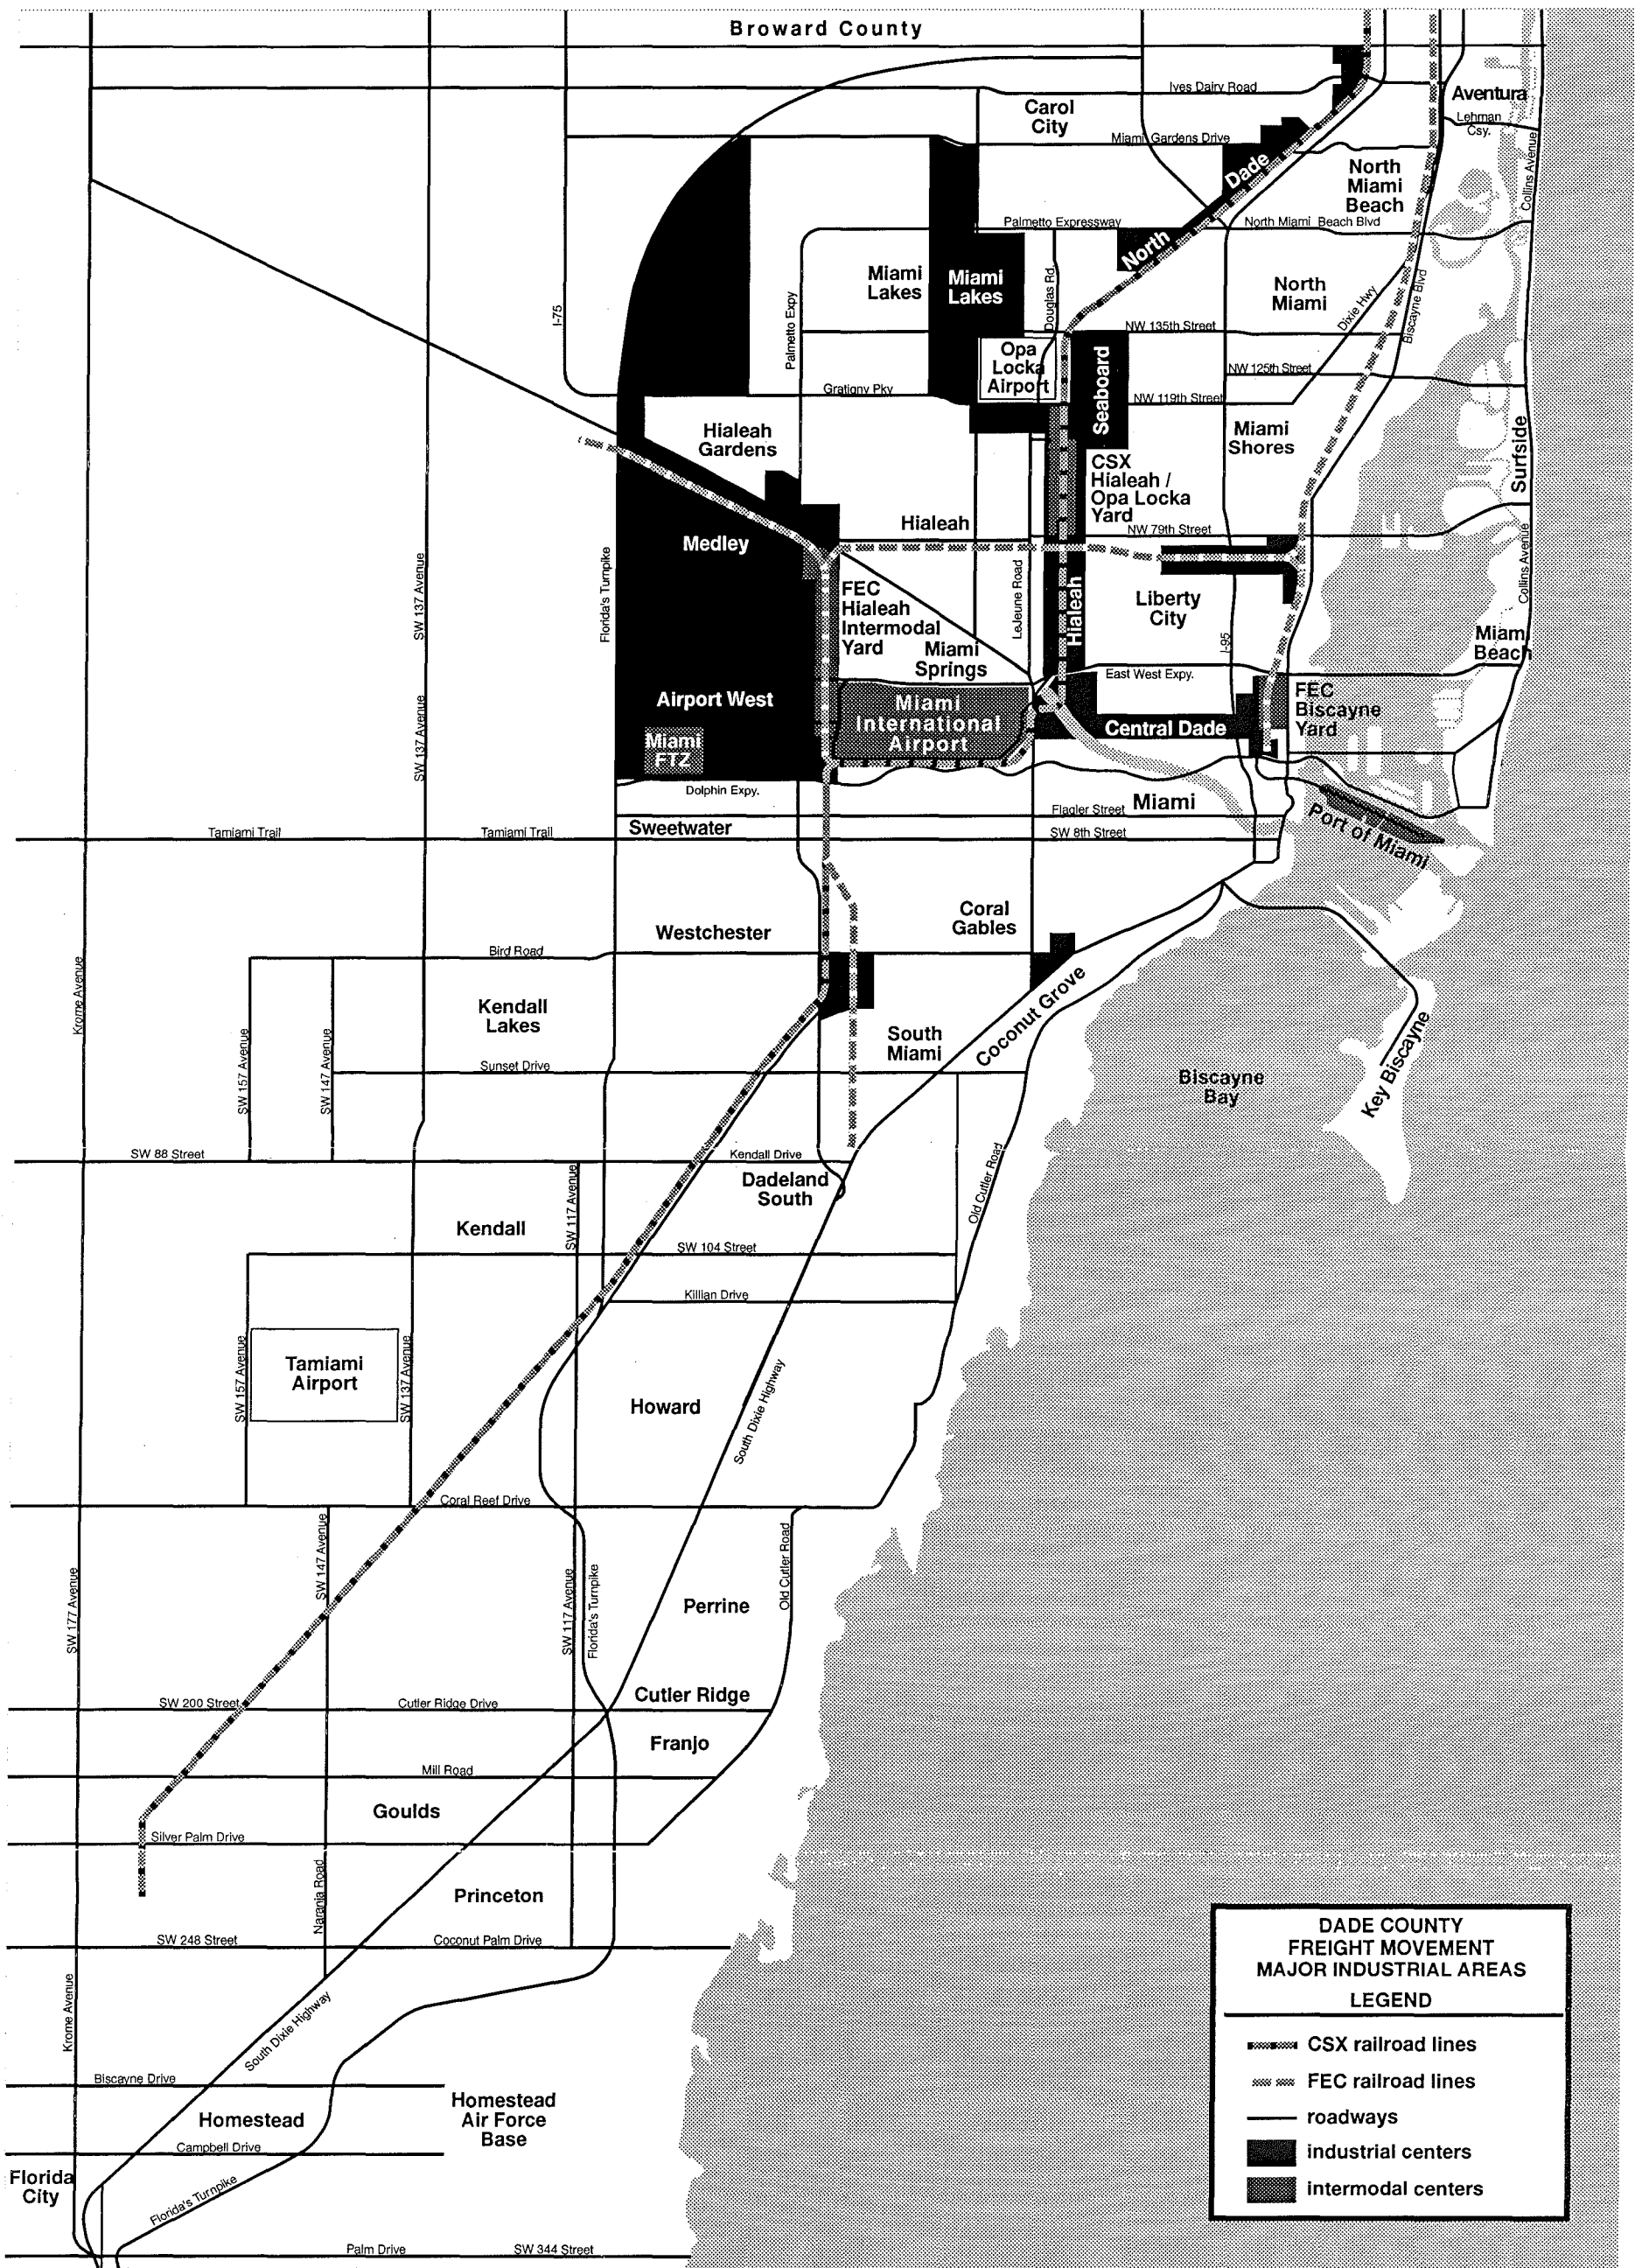 Broward County
Ives Dairy Road
Aventura
Lehman
Csy.
Carol
City
Miami Gardens Drive
Dade
North
Miami
Beach
Collins Avenue
Palmetto Expressway
North Miami Beach Blvd
North
Miami
Lakes
Miami
Lakes
Douglas Rd
North
Miami
Dixie Hwy
Biscayne Blvd
I-75
Palmetto Expy
NW 135th Street
Opa
Locka
Airport
Seaboard
NW 125th Street
Gratigny Pky
NW 119th Street
Hialeah
Gardens
Miami
Shores
Surfside
CSX
Hialeah /
Opa Locka
Yard
Hialeah
NW 79th Street
Medley
SW 137 Avenue
Florida's Turnpike
FEC
Hialeah
Intermodal
Yard
LeJeune Road
Hialeah
Liberty
City
Collins Avenue
I-95
Miam
Beach
Miami
Springs
East West Expy.
Airport West
Miami
International
Airport
FEC
Biscayne
Yard
Central Dade
SW 137 Avenue
Miami
FTZ
Dolphin Expy.
Miami
Flagler Street
Port of Miami
Sweetwater
Tamiami Trail
Tamiami Trail
SW 8th Street
Coral
Gables
Westchester
Bird Road
Krome Avenue
Kendall
Lakes
Coconut Grove
South
Miami
Key Biscayne
SW 157 Avenue
SW 147 Avenue
Sunset Drive
Biscayne
Bay
SW 88 Street
Kendall Drive
Dadeland
South
Old Cutler Road
SW 117 Avenue
Kendall
SW 104 Street
Killian Drive
SW 157 Avenue
Tamiami
Airport
SW 137 Avenue
Howard
South Dixie Highway
Coral Reef Drive
SW 147 Avenue
Old Cutler Road
SW 177 Avenue
SW 117 Avenue
Florida's Turnpike
Perrine
SW 200 Street
Cutler Ridge Drive
Cutler Ridge
Franjo
Mill Road
Goulds
Silver Palm Drive
Naranja Road
Princeton
SW 248 Street
Coconut Palm Drive
Krome Avenue
South Dixie Highway
Biscayne Drive
Homestead
Homestead
Air Force
Base
Campbell Drive
Florida
City
Florida's Turnpike
Palm Drive
SW 344 Street
DADE COUNTY
FREIGHT MOVEMENT
MAJOR INDUSTRIAL AREAS
LEGEND
CSX railroad lines
FEC railroad lines
roadways
industrial centers
intermodal centers